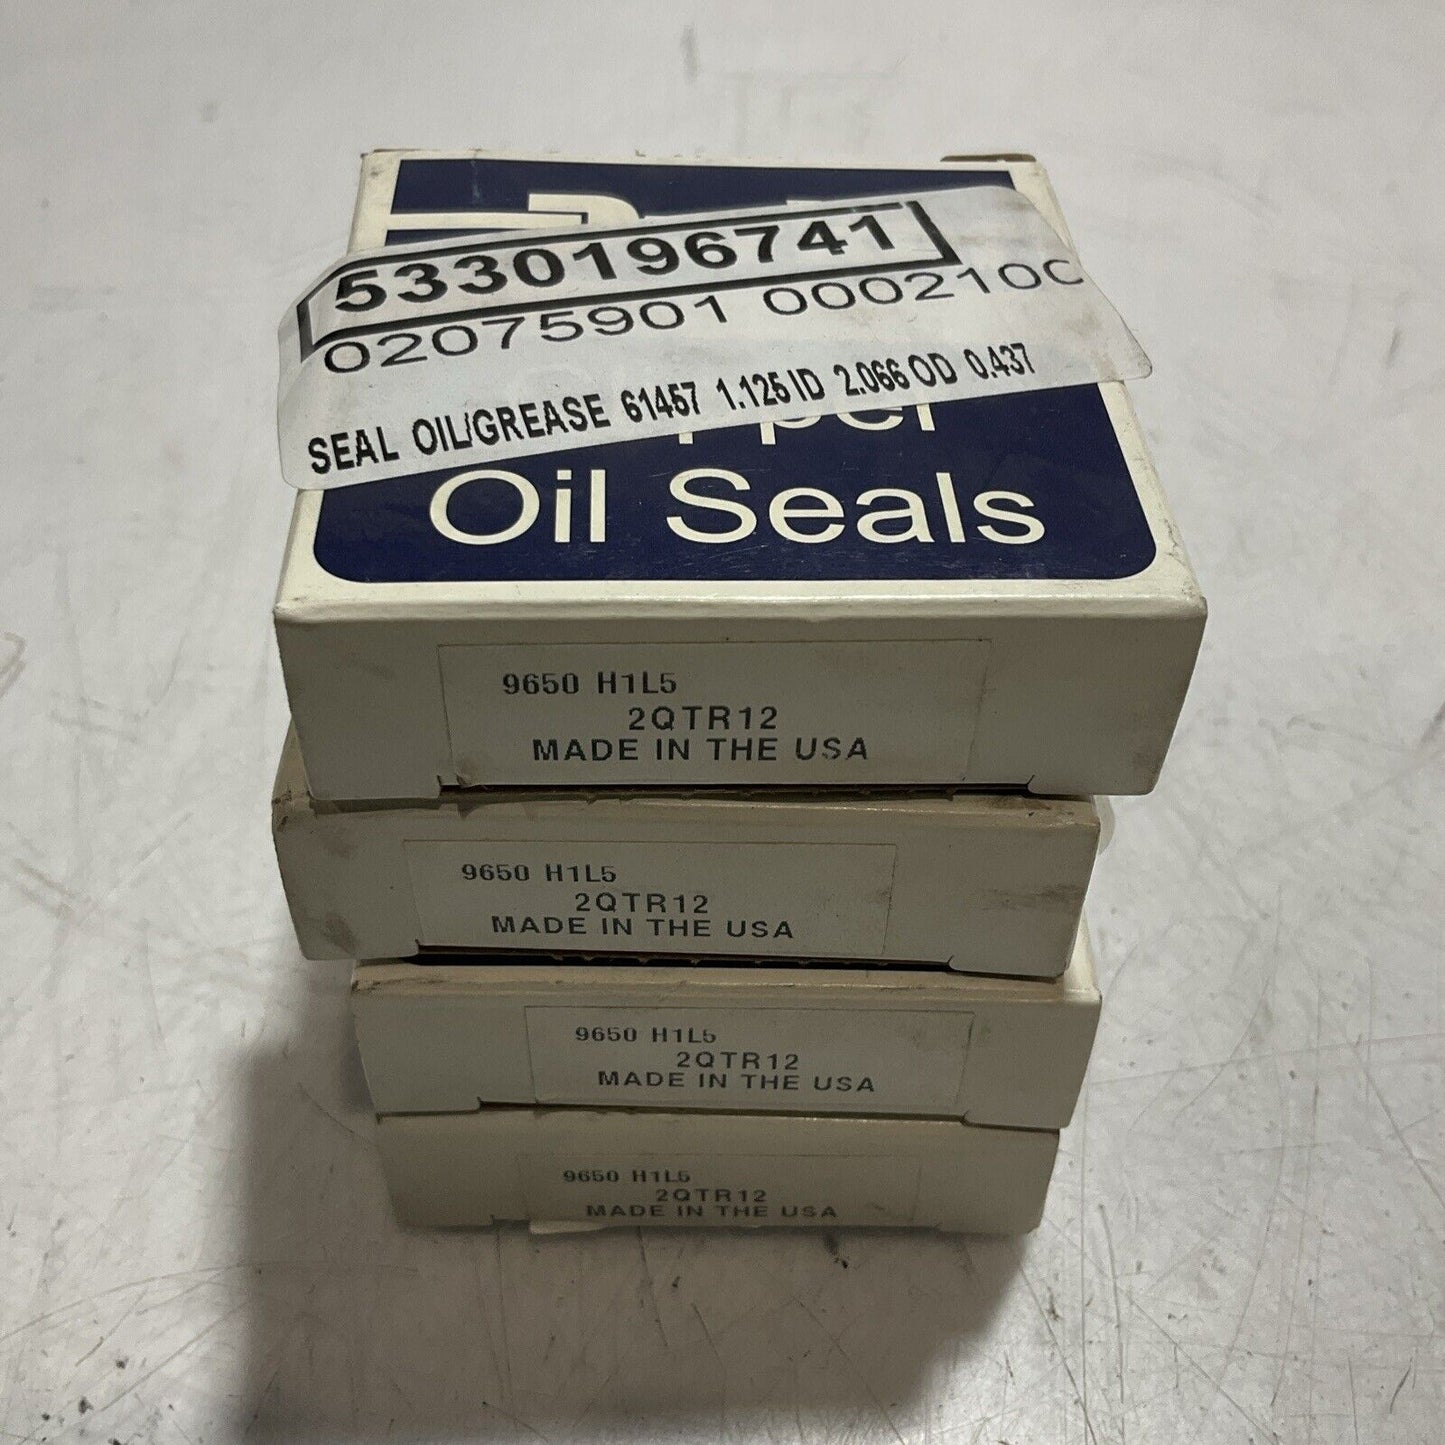 5330196741
02075901 000210C
SEAL OIL/GREASE 61457 1.125 ID 2.066 OD 0.437
Oil Seals
9650 H1L5
2QTR12
MADE IN THE USA
9650 H1L5
2QTR12
MADE IN THE USA
9650 H1L5
2QTR12
MADE IN THE USA
9650 H1L5
2QTR12
MADE IN THE USA